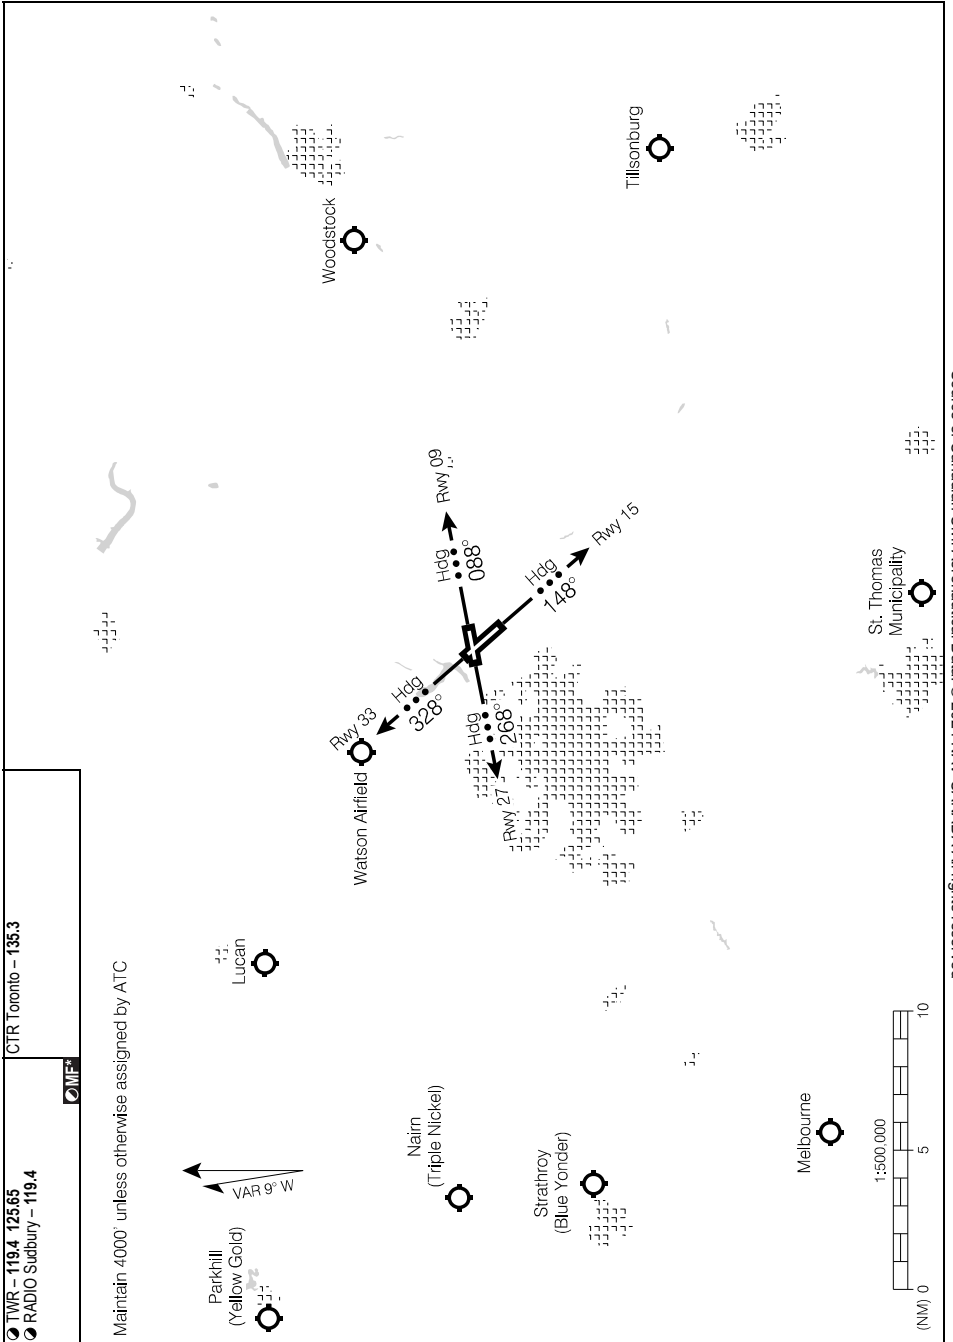 TWR – 119.4 125.65
RADIO Sudbury – 119.4
MF*
CTR Toronto – 135.3
Maintain 4000' unless otherwise assigned by ATC
VAR 9° W
Parkhill
(Yellow Gold)
Lucan
Nairn
(Triple Nickel)
Strathroy
(Blue Yonder)
Melbourne
Watson Airfield
Rwy 33
Hdg
328°
Rwy 27
Hdg
268°
Hdg
088°
Rwy 09
Hdg
148°
Rwy 15
Woodstock
Tillsonburg
St. Thomas
Municipality
1:500,000
(NM) 0 5 10